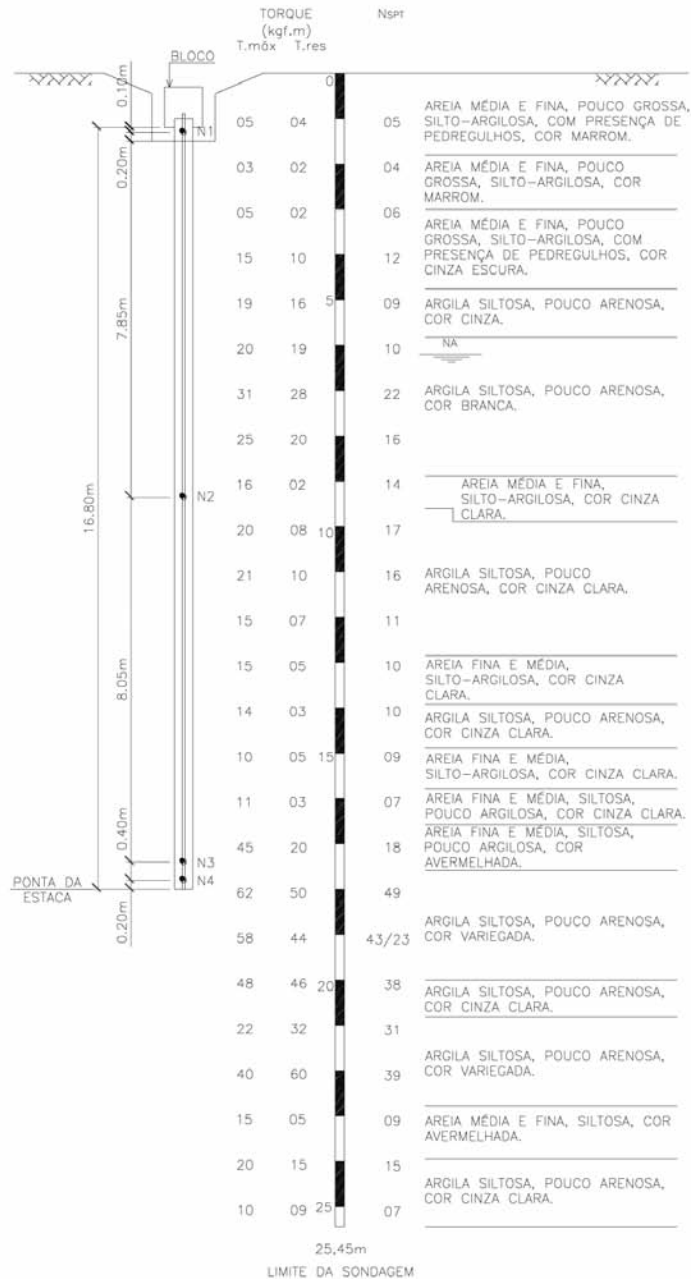 TORQUE
(kgf.m)
T.máx T.res
NSPT
BLOCO
0.10m
0
05 04 05
AREIA MÉDIA E FINA, POUCO GROSSA,
SILTO-ARGILOSA, COM PRESENÇA DE
PEDREGULHOS, COR MARROM.
N1
0.20m
03 02 04
AREIA MÉDIA E FINA, POUCO
GROSSA, SILTO-ARGILOSA, COR
MARROM.
05 02 06
AREIA MÉDIA E FINA, POUCO
GROSSA, SILTO-ARGILOSA, COM
PRESENÇA DE PEDREGULHOS, COR
CINZA ESCURA.
15 10 12
7.85m
19 16 5 09
ARGILA SILTOSA, POUCO ARENOSA,
COR CINZA.
20 19 10
NA
31 28 22
ARGILA SILTOSA, POUCO ARENOSA,
COR BRANCA.
25 20 16
16 02 14
AREIA MÉDIA E FINA,
SILTO-ARGILOSA, COR CINZA
CLARA.
N2
16.80m
20 08 10 17
21 10 16
ARGILA SILTOSA, POUCO
ARENOSA, COR CINZA CLARA.
15 07 11
8.05m
15 05 10
AREIA FINA E MÉDIA,
SILTO-ARGILOSA, COR CINZA
CLARA.
14 03 10
ARGILA SILTOSA, POUCO ARENOSA,
COR CINZA CLARA.
10 05 15 09
AREIA FINA E MÉDIA,
SILTO-ARGILOSA, COR CINZA CLARA.
11 03 07
AREIA FINA E MÉDIA, SILTOSA,
POUCO ARGILOSA, COR CINZA CLARA.
0.40m
45 20 18
AREIA FINA E MÉDIA, SILTOSA,
POUCO ARGILOSA, COR
AVERMELHADA.
N3
N4
PONTA DA
ESTACA
0.20m
62 50 49
58 44 43/23
ARGILA SILTOSA, POUCO ARENOSA,
COR VARIEGADA.
48 46 20 38
ARGILA SILTOSA, POUCO ARENOSA,
COR CINZA CLARA.
22 32 31
ARGILA SILTOSA, POUCO ARENOSA,
COR VARIEGADA.
40 60 39
15 05 09
AREIA MÉDIA E FINA, SILTOSA, COR
AVERMELHADA.
20 15 15
ARGILA SILTOSA, POUCO ARENOSA,
COR CINZA CLARA.
10 09 25 07
25,45m
LIMITE DA SONDAGEM